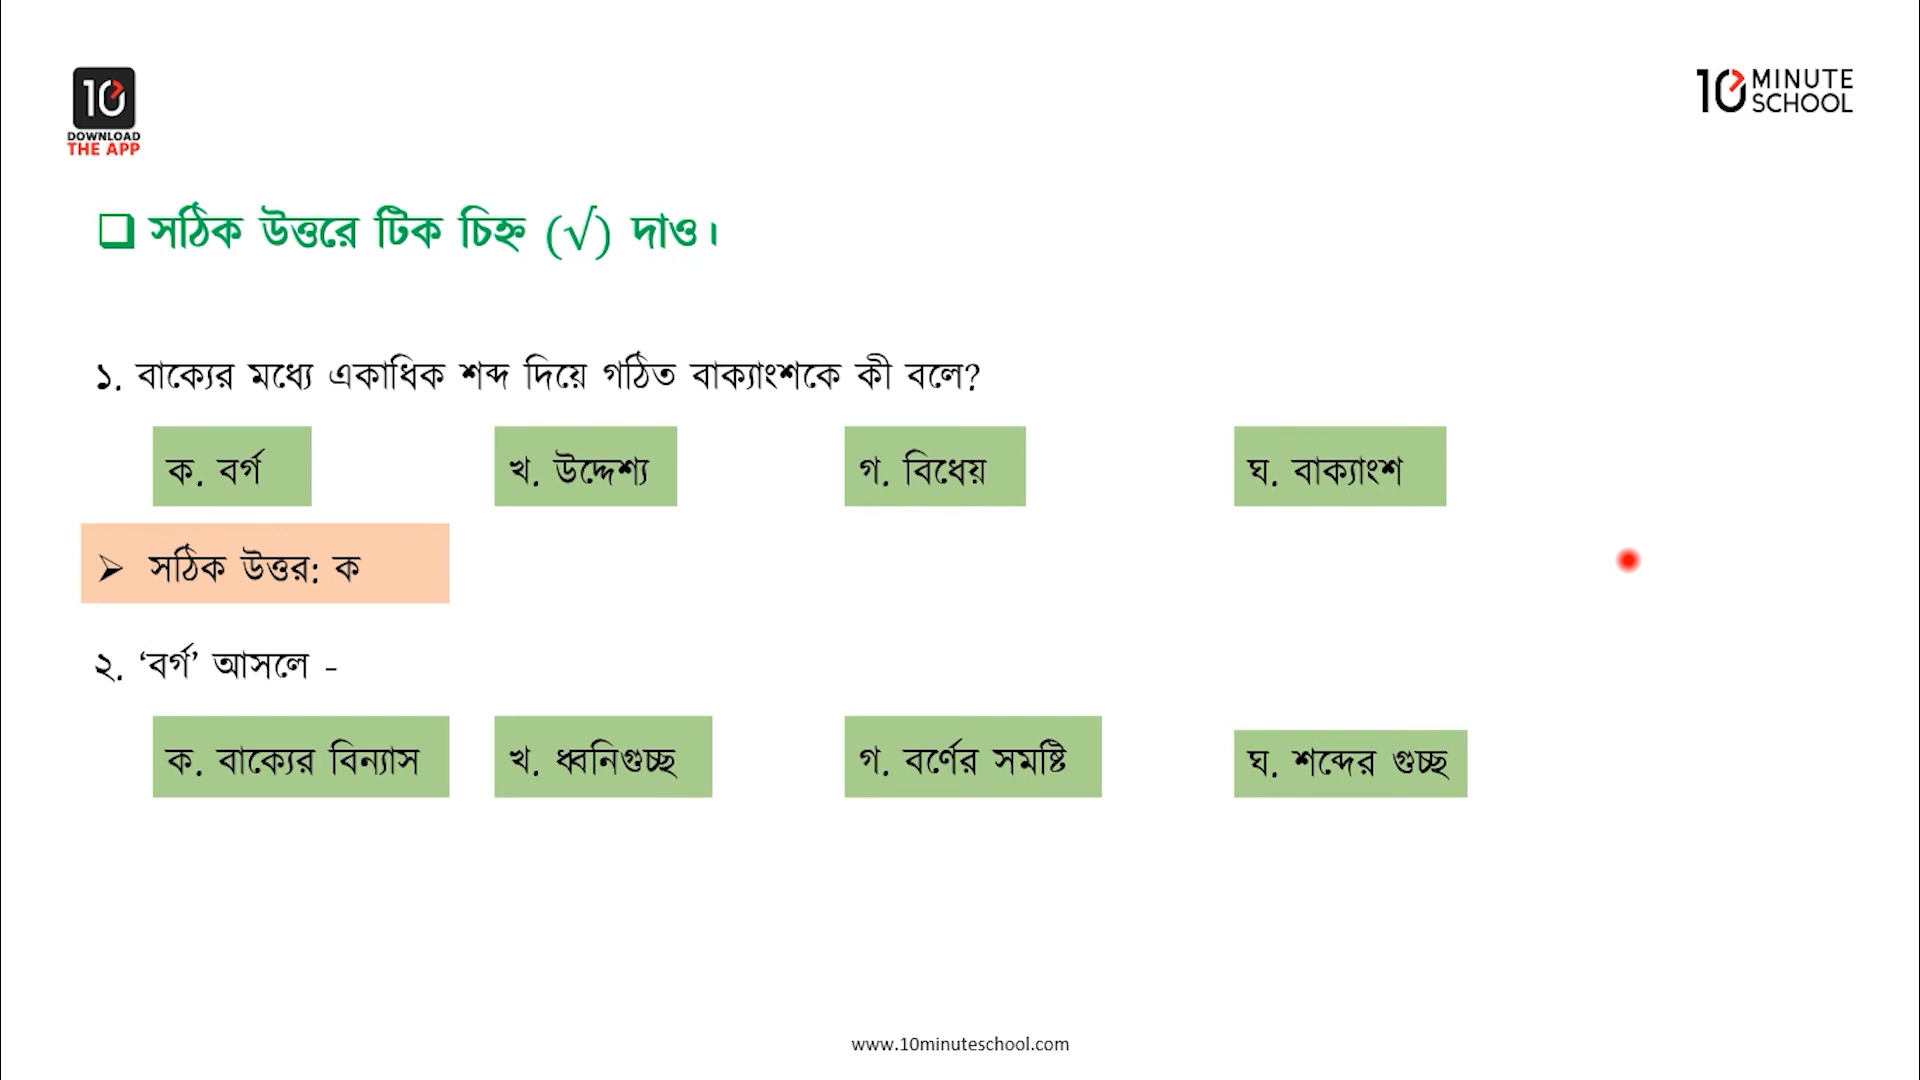 10
DOWNLOAD
THE APP
10 MINUTE
SCHOOL
সঠিক উত্তরে টিক চিহ্ন (√) দাও।
১. বাক্যের মধ্যে একাধিক শব্দ দিয়ে গঠিত বাক্যাংশকে কী বলে?
ক. বর্গ খ. উদ্দেশ্য গ. বিধেয় ঘ. বাক্যাংশ
➢ সঠিক উত্তর: ক
২. ‘বর্গ’ আসলে -
ক. বাক্যের বিন্যাস খ. ধ্বনিগুচ্ছ গ. বর্ণের সমষ্টি ঘ. শব্দের গুচ্ছ
www.10minuteschool.com